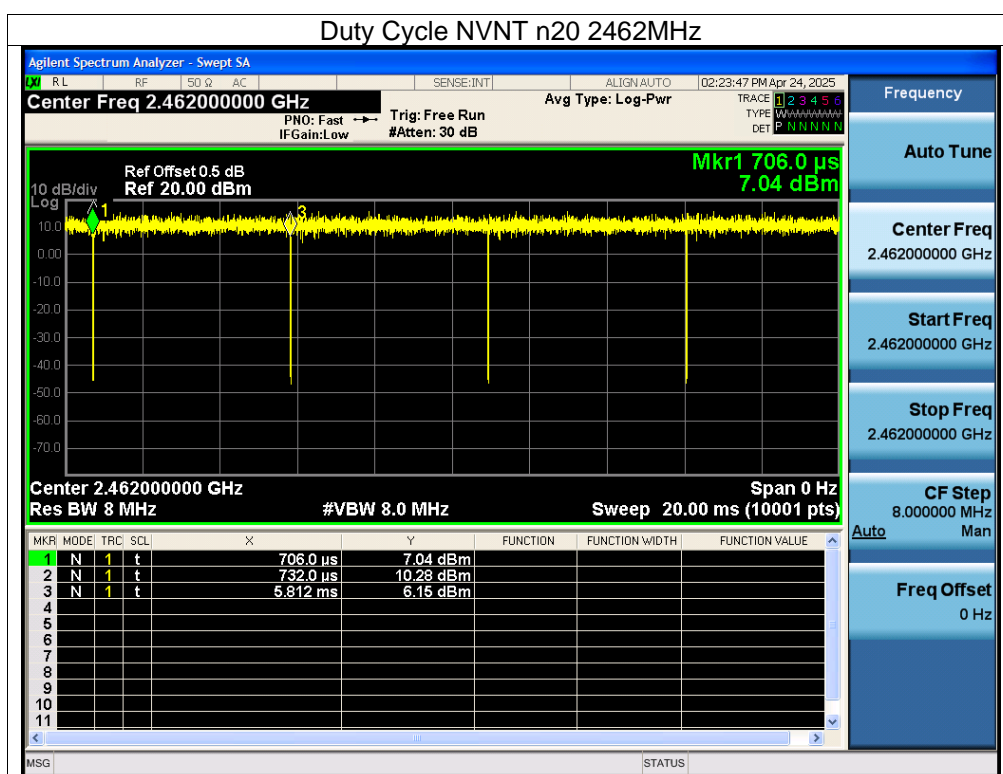 Duty Cycle NVNT n20 2462MHz
Agilent Spectrum Analyzer - Swept SA
LXI RL RF 50 Ω AC SENSE:INT ALIGN AUTO 02:23:47 PM Apr 24, 2025
Center Freq 2.462000000 GHz Avg Type: Log-Pwr TRACE 1 2 3 4 5 6
PNO: Fast Trig: Free Run TYPE WWWWWW
IFGain:Low #Atten: 30 dB DET P N N N N N
Mkr1 706.0 µs
7.04 dBm
Ref Offset 0.5 dB
10 dB/div Ref 20.00 dBm
Log
1
3
10.0
0.00
-10.0
-20.0
-30.0
-40.0
-50.0
-60.0
-70.0
Center 2.462000000 GHz Span 0 Hz
Res BW 8 MHz #VBW 8.0 MHz Sweep 20.00 ms (10001 pts)
MKR MODE TRC SCL X Y FUNCTION FUNCTION WIDTH FUNCTION VALUE
1 N 1 t 706.0 µs 7.04 dBm
2 N 1 t 732.0 µs 10.28 dBm
3 N 1 t 5.812 ms 6.15 dBm
4
5
6
7
8
9
10
11
MSG STATUS
Frequency
Auto Tune
Center Freq
2.462000000 GHz
Start Freq
2.462000000 GHz
Stop Freq
2.462000000 GHz
CF Step
8.000000 MHz
Auto Man
Freq Offset
0 Hz